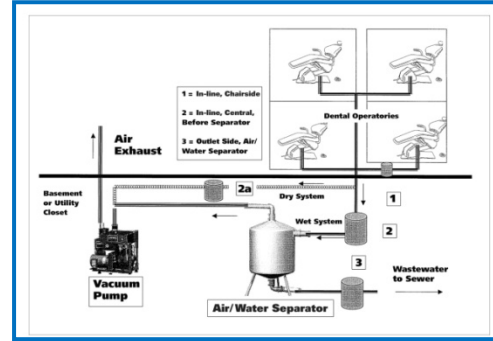 1 = In-line, Chairside
2 = In-line, Central,
Before Separator
3 = Outlet Side, Air/
Water Separator
Dental Operatories
Air
Exhaust
Basement
or Utility
Closet
2a
Dry System
1
Wet System
2
3
Vacuum
Pump
Air/Water Separator
Wastewater
to Sewer